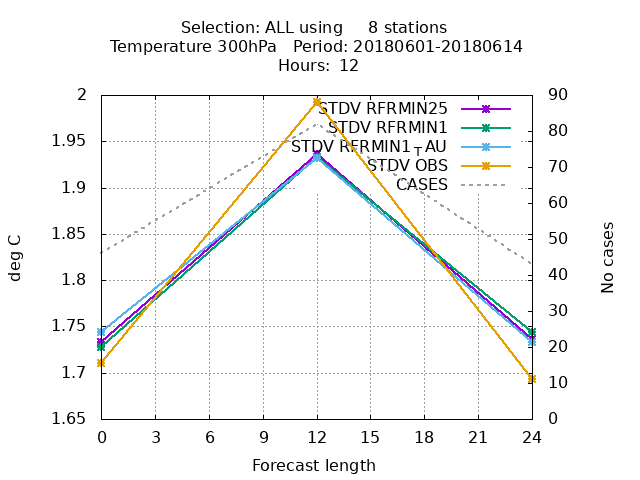 Selection: ALL using     8 stations
Temperature 300hPa   Period: 20180601-20180614
Hours:  12
STDV RFRMIN25
STDV RFRMIN1
STDV RFRMIN1TAU
STDV OBS
CASES
2
1.95
1.9
1.85
1.8
1.75
1.7
1.65
deg C
90
80
70
60
50
40
30
20
10
0
No cases
0 3 6 9 12 15 18 21 24
Forecast length